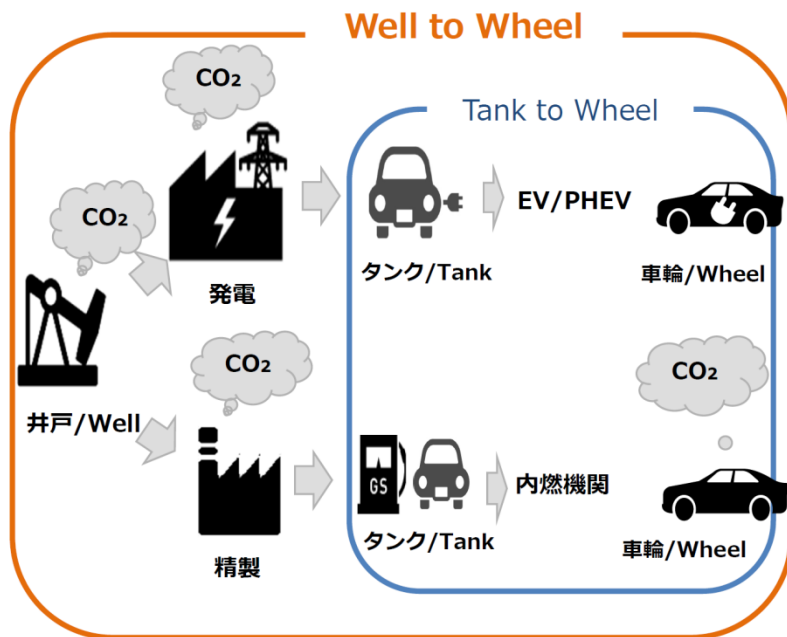 Well to Wheel
Tank to Wheel
CO₂
CO₂
発電
タンク/Tank
EV/PHEV
車輪/Wheel
井戸/Well
CO₂
精製
GS
タンク/Tank
内燃機関
CO₂
車輪/Wheel